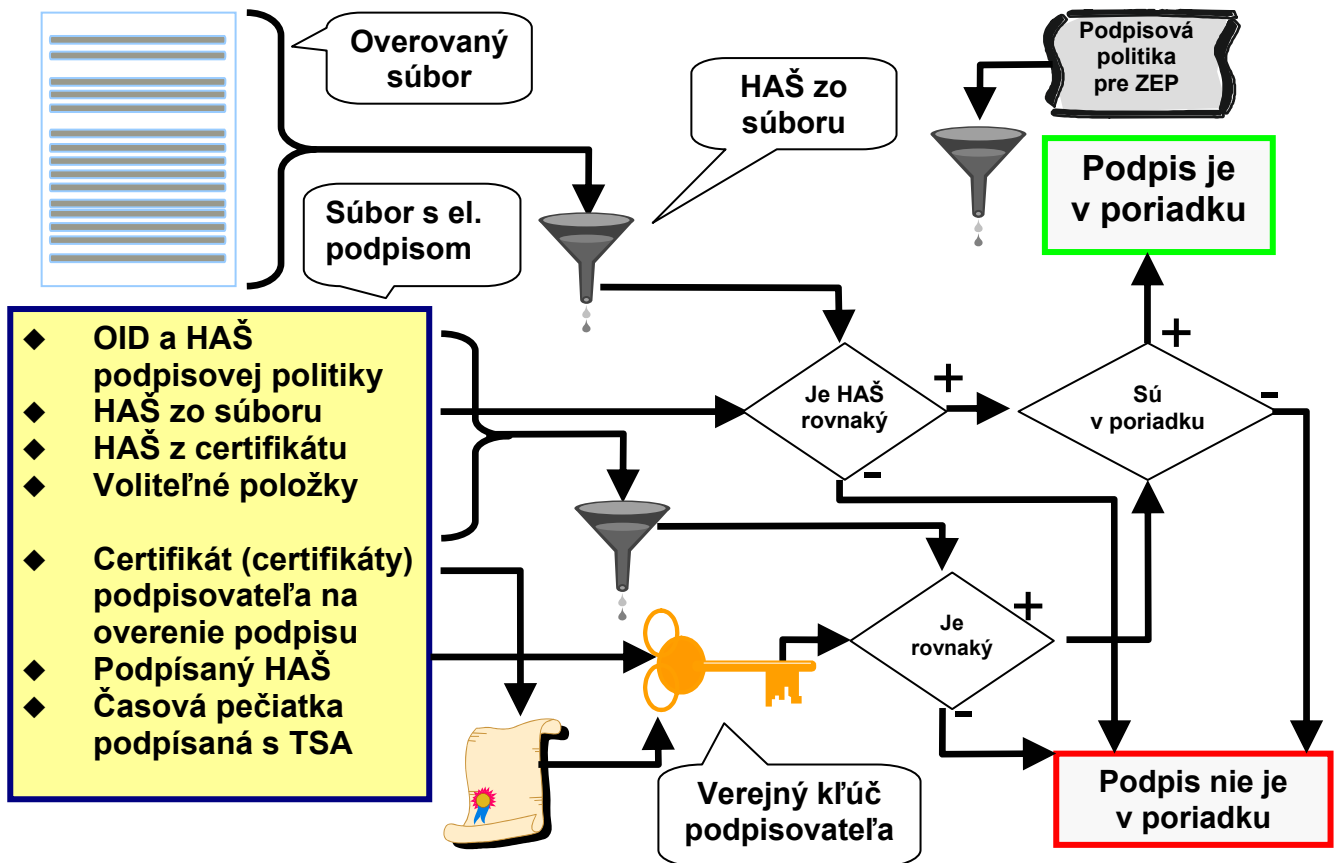 Overovaný
súbor
HAŠ zo
súboru
Podpisová
politika
pre ZEP
Podpis je
v poriadku
Súbor s el.
podpisom
◆ OID a HAŠ
podpisovej politiky
◆ HAŠ zo súboru
◆ HAŠ z certifikátu
◆ Voliteľné položky
◆ Certifikát (certifikáty)
podpisovateľa na
overenie podpisu
◆ Podpísaný HAŠ
◆ Časová pečiatka
podpísaná s TSA
Je HAŠ
rovnaký
+
-
Sú
v poriadku
+
-
Je
rovnaký
+
-
Verejný kľúč
podpisovateľa
Podpis nie je
v poriadku